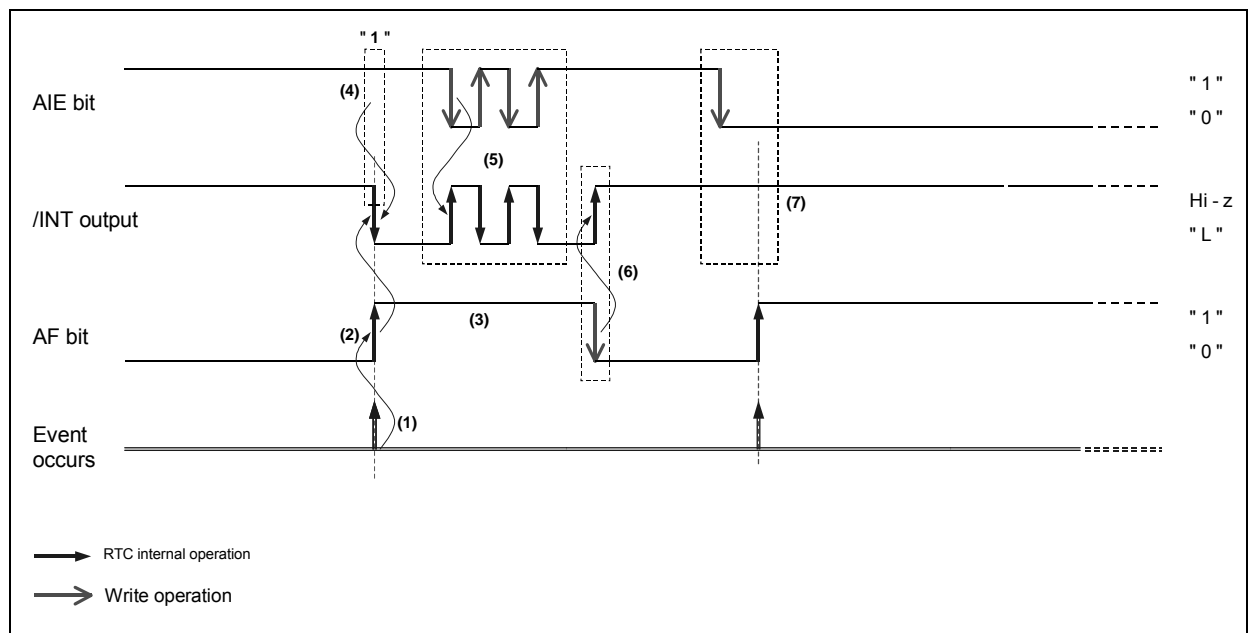 " 1 "
AIE bit
(4)
(5)
" 1 "
" 0 "
/INT output
(7)
Hi - z
" L "
(6)
AF bit
(2)
(3)
" 1 "
" 0 "
(1)
Event
occurs
RTC internal operation
Write operation